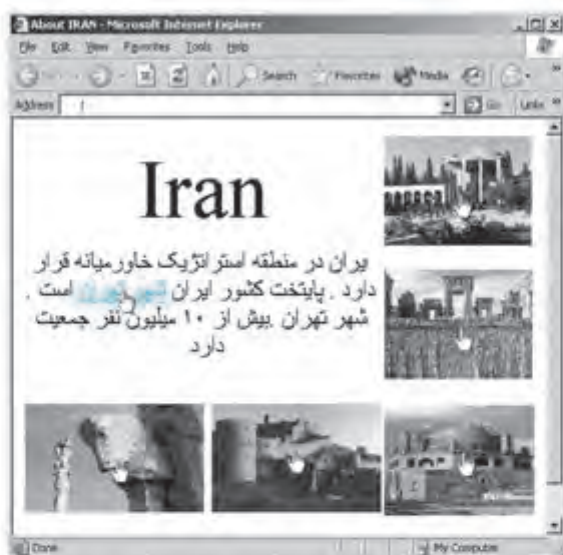 About IRAN - Microsoft Internet Explorer
File Edit View Favorites Tools Help
Search Favorites Media
Address Go Links »
Iran
یران در منطقه استراتژیک خاورمیانه قرار
دارد . پایتخت کشور ایران شهر تهران است .
شهر تهران بیش از ۱۰ میلیون نفر جمعیت
دارد
Done My Computer